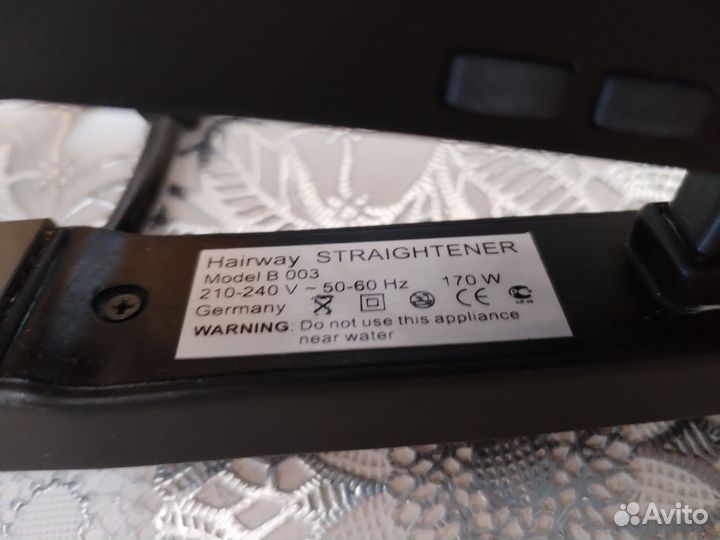 Hairway STRAIGHTENER
Model B 003
210-240 V ~ 50-60 Hz 170 W
Germany CE
WARNING: Do not use this appliance
near water
Avito